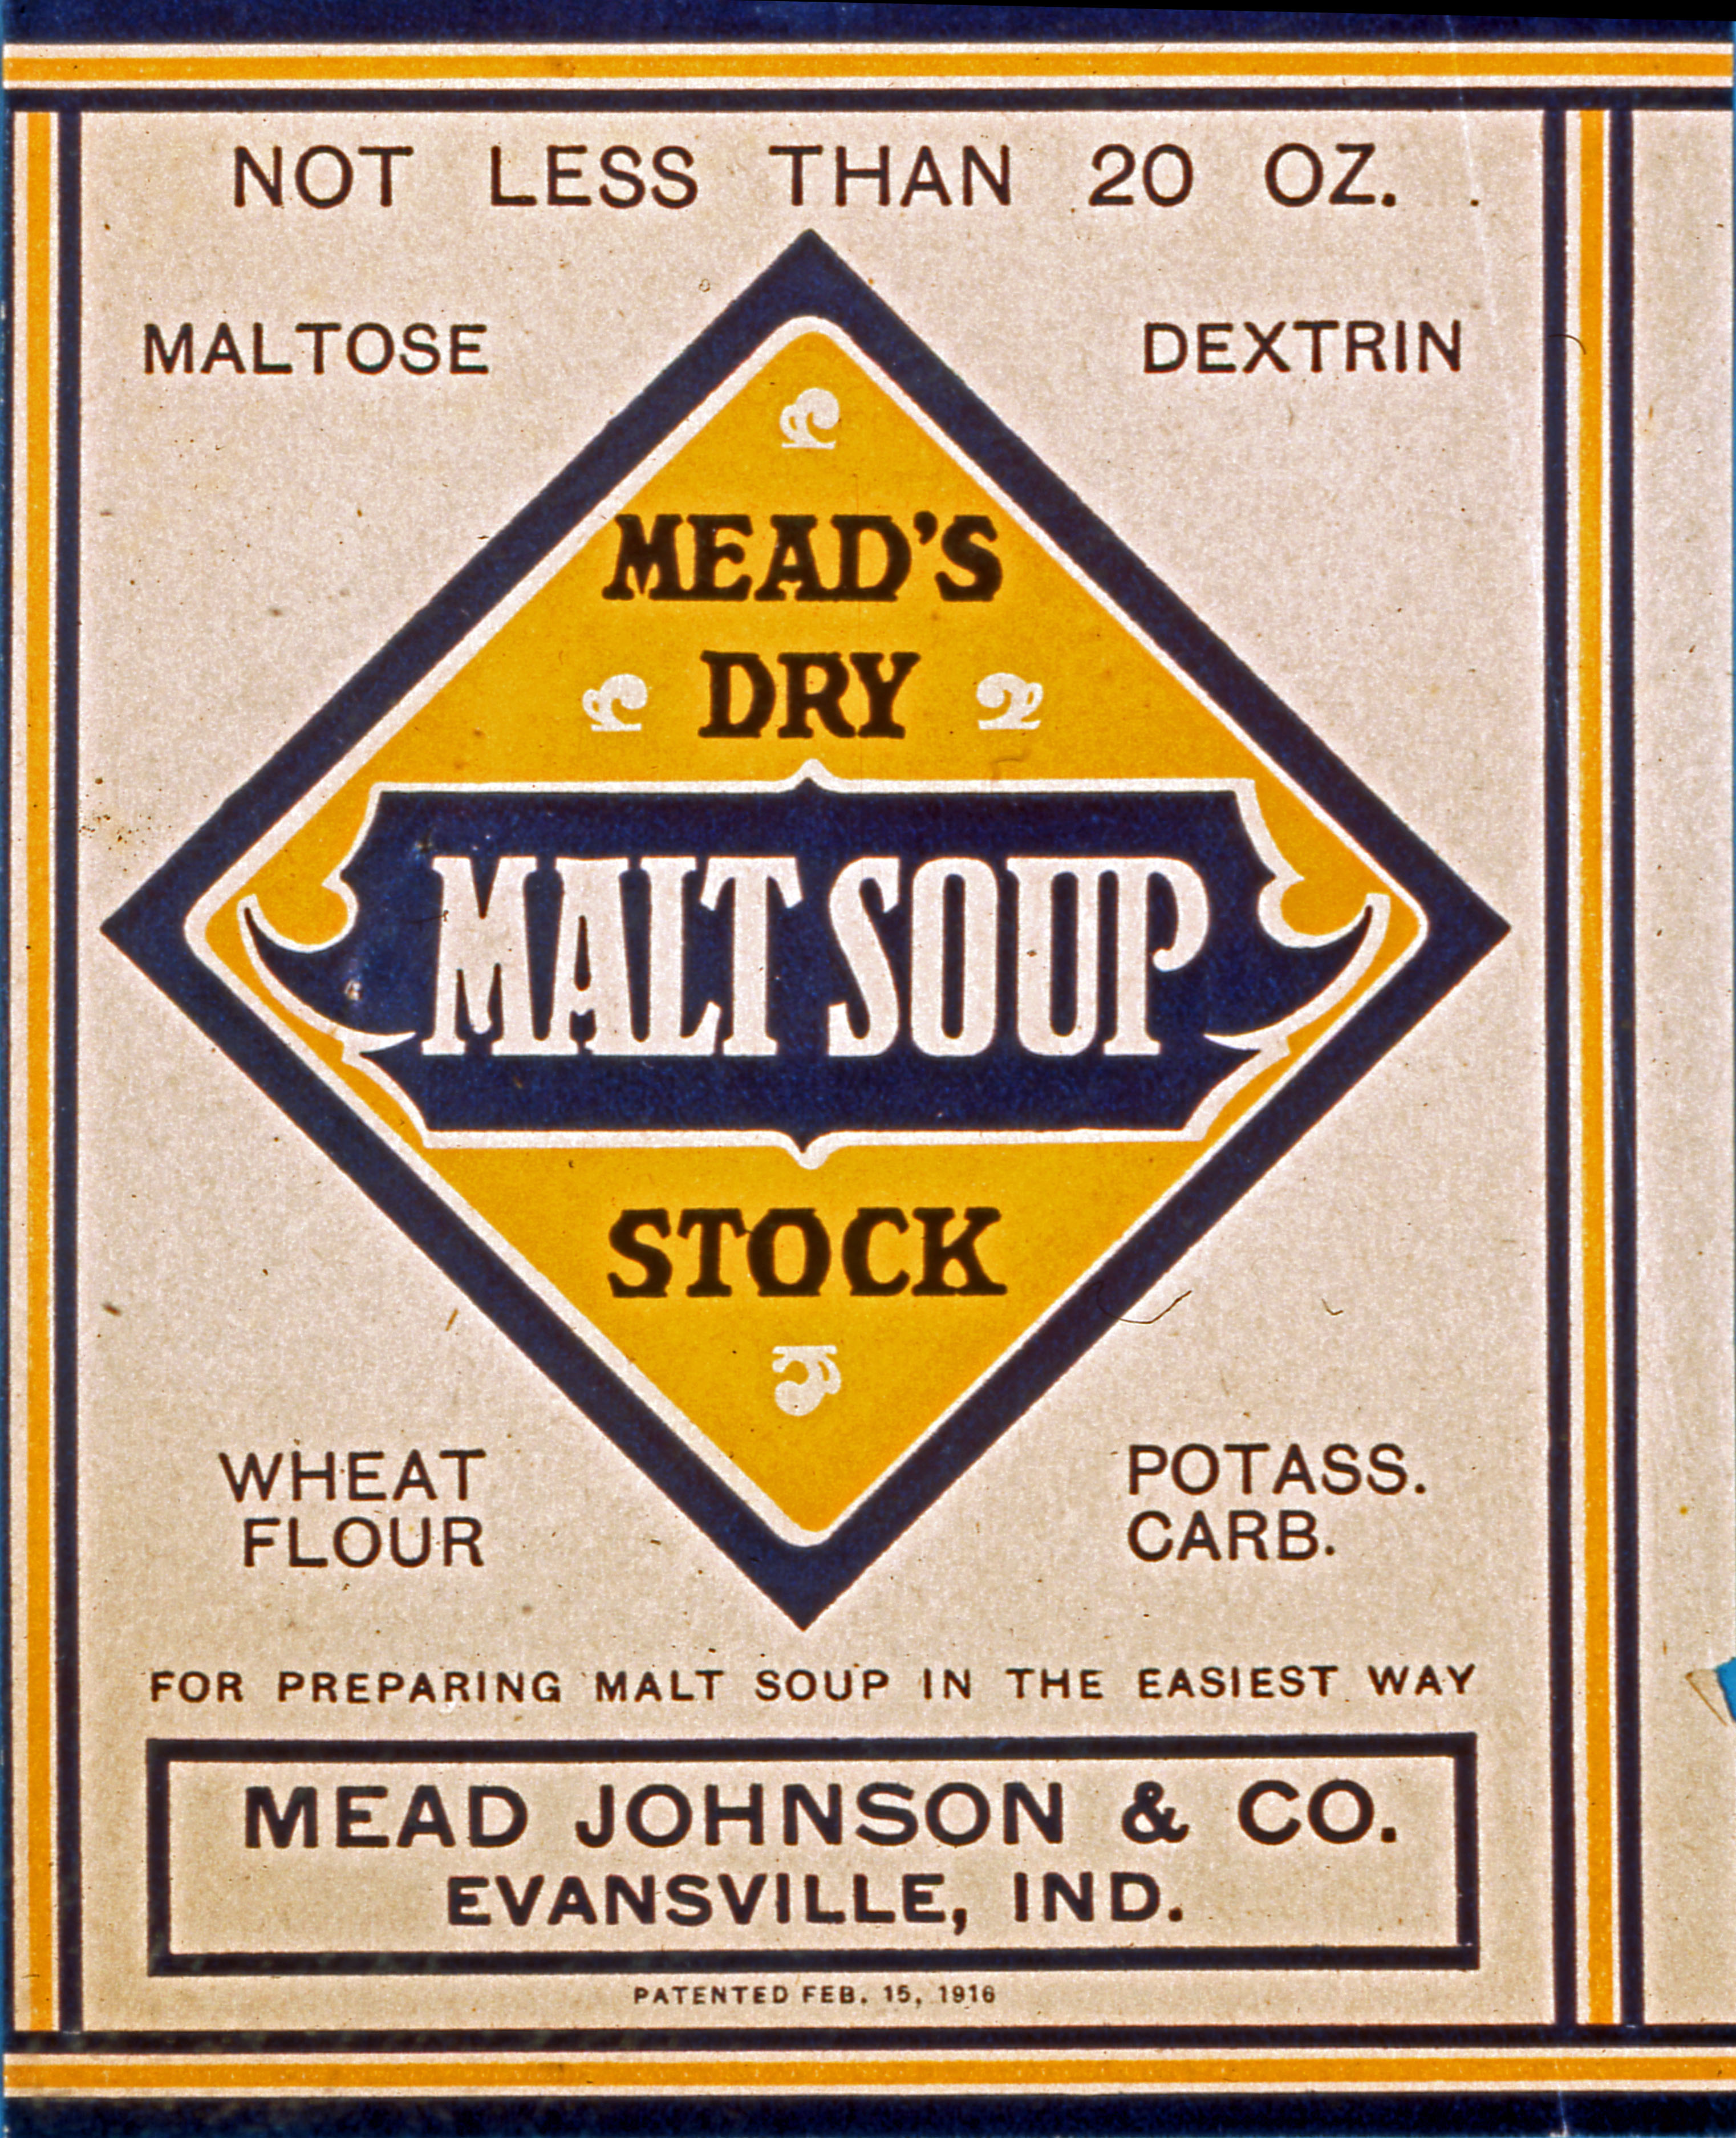 NOT LESS THAN 20 OZ.
MALTOSE
DEXTRIN
MEAD'S
DRY
MALT SOUP
STOCK
WHEAT
FLOUR
POTASS.
CARB.
FOR PREPARING MALT SOUP IN THE EASIEST WAY
MEAD JOHNSON & CO.
EVANSVILLE, IND.
PATENTED FEB. 15, 1916